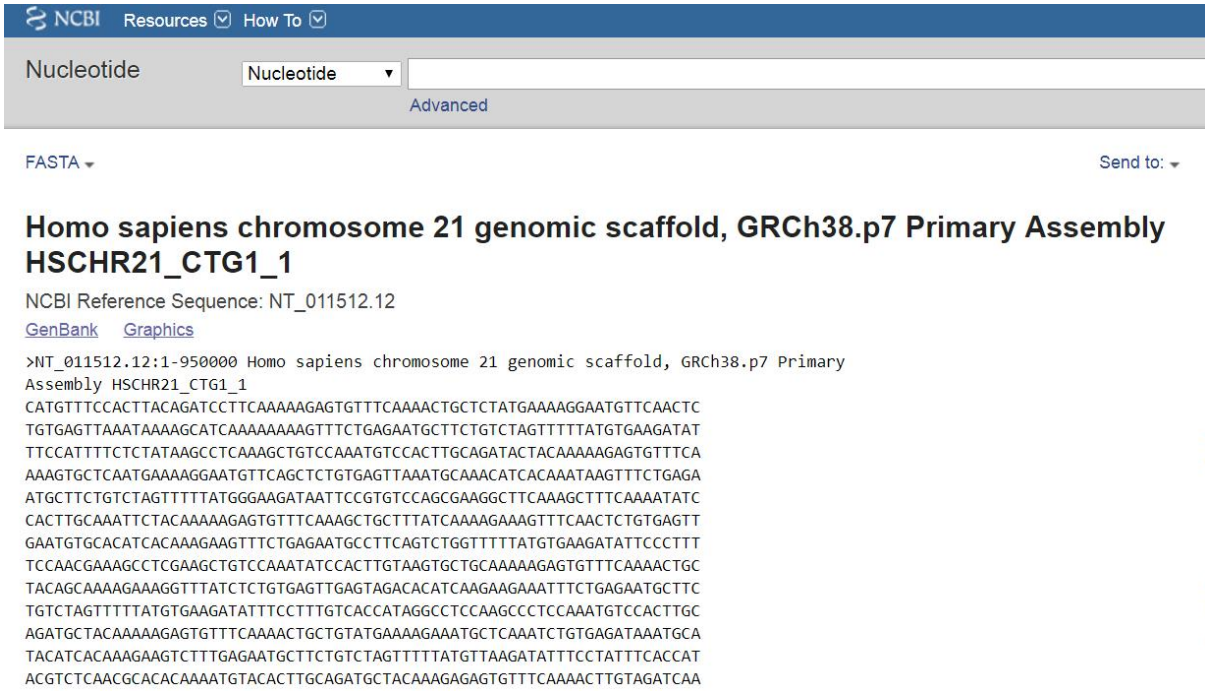 NCBI Resources How To
Nucleotide Nucleotide
Advanced
FASTA Send to:
Homo sapiens chromosome 21 genomic scaffold, GRCh38.p7 Primary Assembly
HSCHR21_CTG1_1
NCBI Reference Sequence: NT_011512.12
GenBank Graphics
>NT_011512.12:1-950000 Homo sapiens chromosome 21 genomic scaffold, GRCh38.p7 Primary
Assembly HSCHR21_CTG1_1
CATGTTTCCACTTACAGATCCTTCAAAAAGAGTGTTTCAAAACTGCTCTATGAAAAGGAATGTTCAACTC
TGTGAGTTAAATAAAAGCATCAAAAAAAAGTTTCTGAGAATGCTTCTGTCTAGTTTTTATGTGAAGATAT
TTCCATTTTCTCTATAAGCCTCAAAGCTGTCCAAATGTCCACTTGCAGATACTACAAAAAGAGTGTTTCA
AAAGTGCTCAATGAAAAGGAATGTTCAGCTCTGTGAGTTAAATGCAAACATCACAAATAAGTTTCTGAGA
ATGCTTCTGTCTAGTTTTTATGGGAAGATAATTCCGTGTCCAGCGAAGGCTTCAAAGCTTTCAAAATATC
CACTTGCAAATTCTACAAAAAGAGTGTTTCAAAGCTGCTTTATCAAAAGAAAGTTTCAACTCTGTGAGTT
GAATGTGCACATCACAAAGAAGTTTCTGAGAATGCCTTCAGTCTGGTTTTTATGTGAAGATATTCCCTTT
TCCAACGAAAGCCTCGAAGCTGTCCAAATATCCACTTGTAAGTGCTGCAAAAAGAGTGTTTCAAAACTGC
TACAGCAAAAGAAAGGTTTATCTCTGTGAGTTGAGTAGACACATCAAGAAGAAATTTCTGAGAATGCTTC
TGTCTAGTTTTTATGTGAAGATATTTCCTTTGTCACCATAGGCCTCCAAGCCCTCCAAATGTCCACTTGC
AGATGCTACAAAAAGAGTGTTTCAAAACTGCTGTATGAAAAGAAATGCTCAAATCTGTGAGATAAATGCA
TACATCACAAAGAAGTCTTTGAGAATGCTTCTGTCTAGTTTTTATGTTAAGATATTTCCTATTTCACCAT
ACGTCTCAACGCACACAAAATGTACACTTGCAGATGCTACAAAGAGAGTGTTTCAAAACTTGTAGATCAA